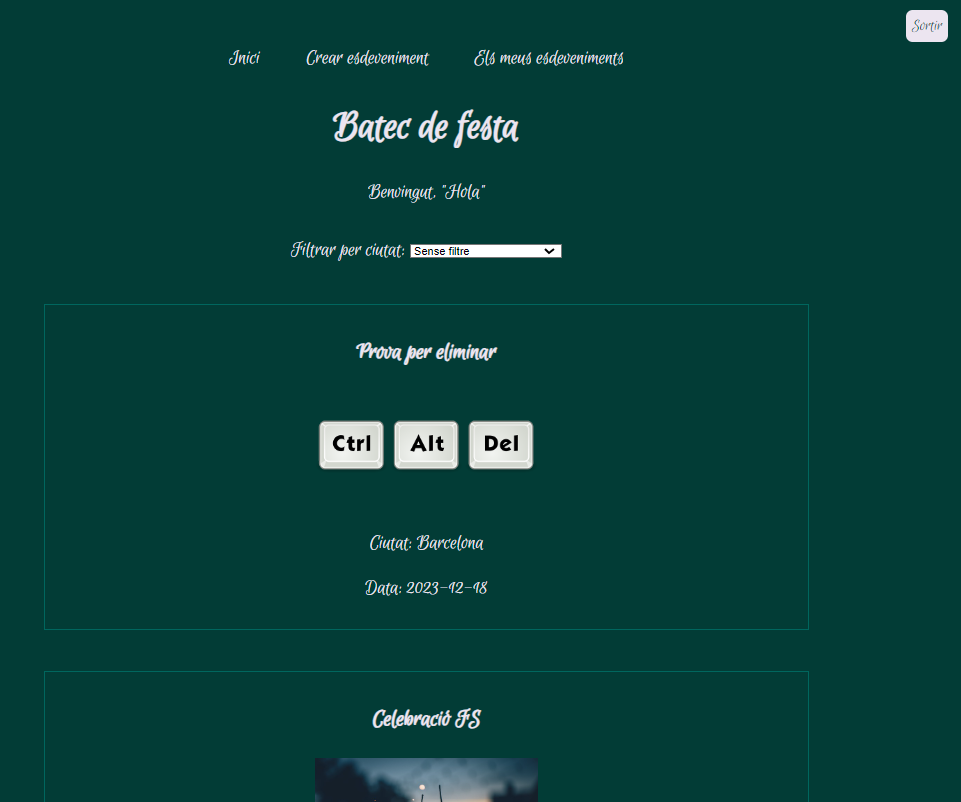 Sortir
Inici Crear esdeveniment Els meus esdeveniments
Batec de festa
Benvingut, "Hola"
Filtrar per ciutat: Sense filtre
Prova per eliminar
Ctrl Alt Del
Ciutat: Barcelona
Data: 2023-12-18
Celebració FS